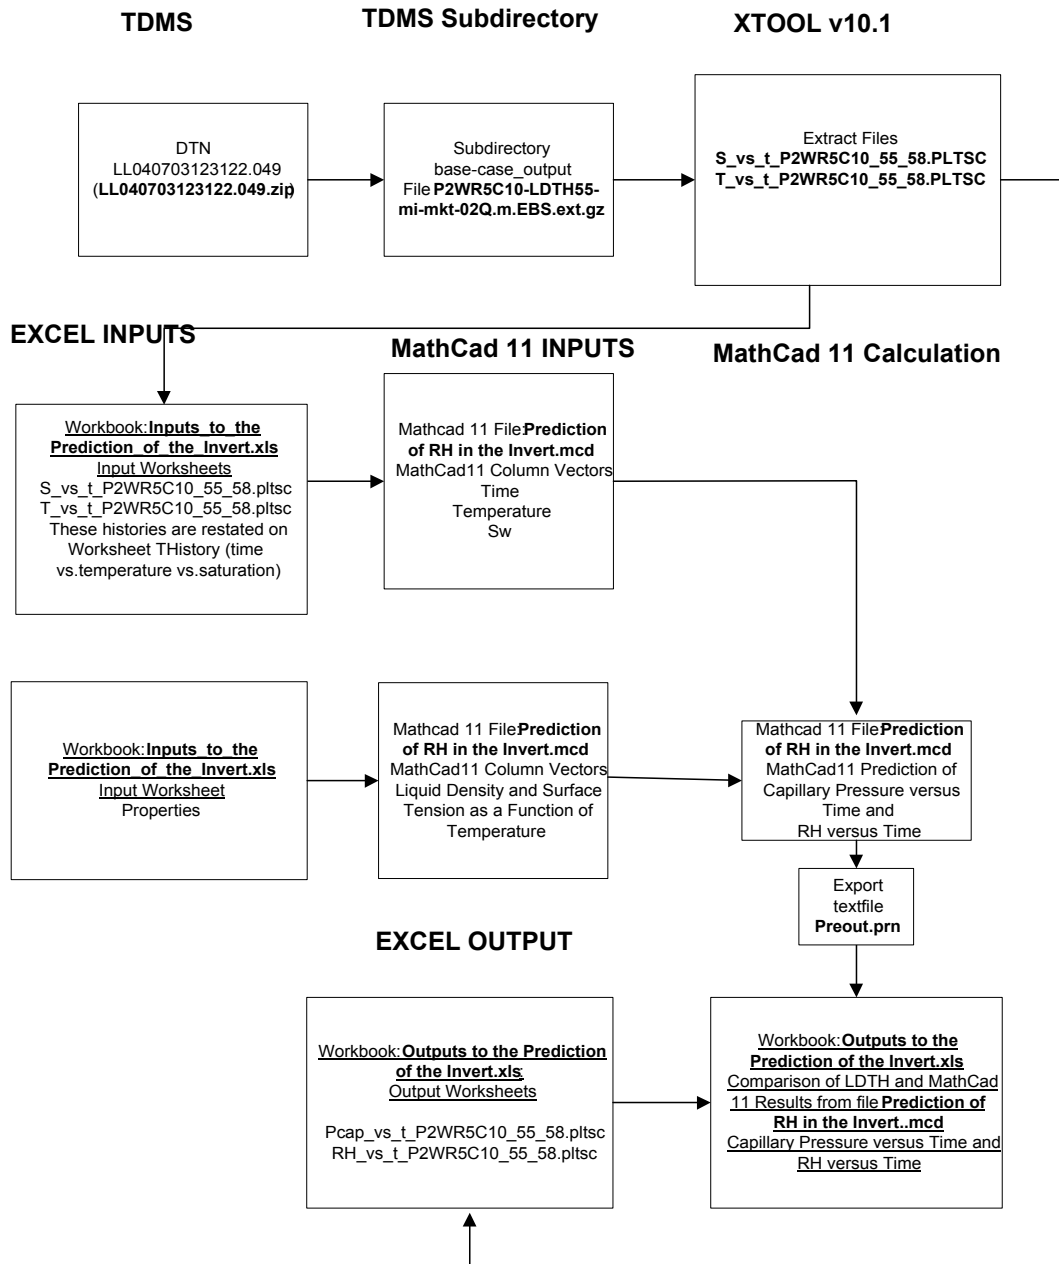 TDMS
TDMS Subdirectory
XTOOL v10.1
DTN
LL040703123122.049
(LL040703123122.049.zip)
Subdirectory
base-case_output
File P2WR5C10-LDTH55-
mi-mkt-02Q.m.EBS.ext.gz
Extract Files
S_vs_t_P2WR5C10_55_58.PLTSC
T_vs_t_P2WR5C10_55_58.PLTSC
EXCEL INPUTS
MathCad 11 INPUTS
MathCad 11 Calculation
Workbook:Inputs_to_the
Prediction_of_the_Invert.xls
Input Worksheets
S_vs_t_P2WR5C10_55_58.pltsc
T_vs_t_P2WR5C10_55_58.pltsc
These histories are restated on
Worksheet THistory (time
vs.temperature vs.saturation)
Mathcad 11 File:Prediction
of RH in the Invert.mcd
MathCad11 Column Vectors
Time
Temperature
Sw
Workbook:Inputs_to_the
Prediction_of_the_Invert.xls
Input Worksheet
Properties
Mathcad 11 File:Prediction
of RH in the Invert.mcd
MathCad11 Column Vectors
Liquid Density and Surface
Tension as a Function of
Temperature
Mathcad 11 File:Prediction
of RH in the Invert.mcd
MathCad11 Prediction of
Capillary Pressure versus
Time and
RH versus Time
Export
textfile
Preout.prn
EXCEL OUTPUT
Workbook:Outputs to the Prediction
of the Invert.xls:
Output Worksheets
Pcap_vs_t_P2WR5C10_55_58.pltsc
RH_vs_t_P2WR5C10_55_58.pltsc
Workbook:Outputs to the
Prediction of the Invert.xls
Comparison of LDTH and MathCad
11 Results from file Prediction of
RH in the Invert..mcd
Capillary Pressure versus Time and
RH versus Time